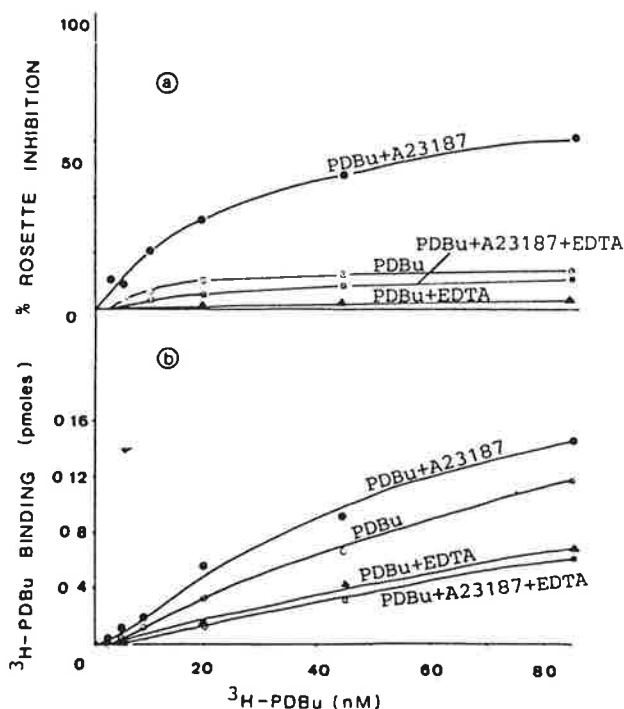 100
ⓐ
50
0
% ROSETTE INHIBITION
PDBu+A23187
PDBu+A23187+EDTA
PDBu
PDBu+EDTA
ⓑ
0 16
0 12
0 8
0 4
0
³H-PDBu BINDING (pmoles)
PDBu+A23187
PDBu
PDBu+EDTA
PDBu+A23187+EDTA
20 40 60 80
³H-PDBu (nM)